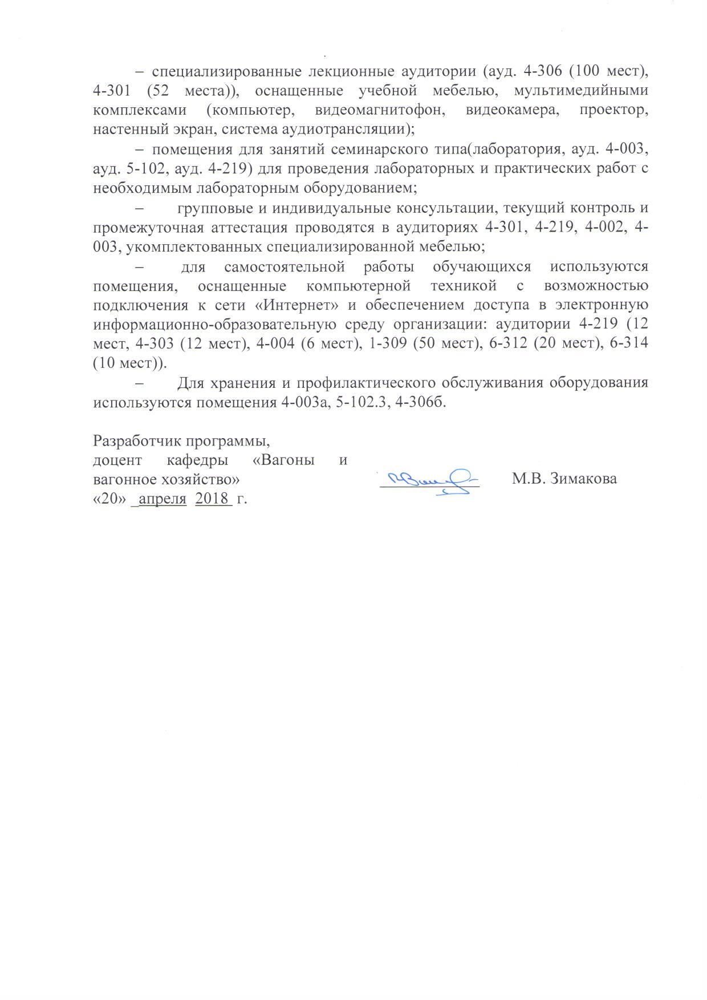 – специализированные лекционные аудитории (ауд. 4-306 (100 мест),
4-301 (52 места)), оснащенные учебной мебелью, мультимедийными
комплексами (компьютер, видеомагнитофон, видеокамера, проектор,
настенный экран, система аудиотрансляции);
– помещения для занятий семинарского типа(лаборатория, ауд. 4-003,
ауд. 5-102, ауд. 4-219) для проведения лабораторных и практических работ с
необходимым лабораторным оборудованием;
– групповые и индивидуальные консультации, текущий контроль и
промежуточная аттестация проводятся в аудиториях 4-301, 4-219, 4-002, 4-
003, укомплектованных специализированной мебелью;
– для самостоятельной работы обучающихся используются
помещения, оснащенные компьютерной техникой с возможностью
подключения к сети «Интернет» и обеспечением доступа в электронную
информационно-образовательную среду организации: аудитории 4-219 (12
мест, 4-303 (12 мест), 4-004 (6 мест), 1-309 (50 мест), 6-312 (20 мест), 6-314
(10 мест)).
– Для хранения и профилактического обслуживания оборудования
используются помещения 4-003а, 5-102.3, 4-306б.
Разработчик программы,
доцент кафедры «Вагоны и
вагонное хозяйство» М.В. Зимакова
«20» _апреля 2018_ г.